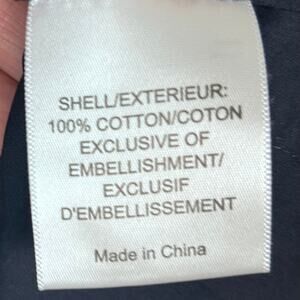 SHELL/EXTERIEUR:
100% COTTON/COTON
EXCLUSIVE OF
EMBELLISHMENT/
EXCLUSIF
D'EMBELLISSEMENT
Made in China